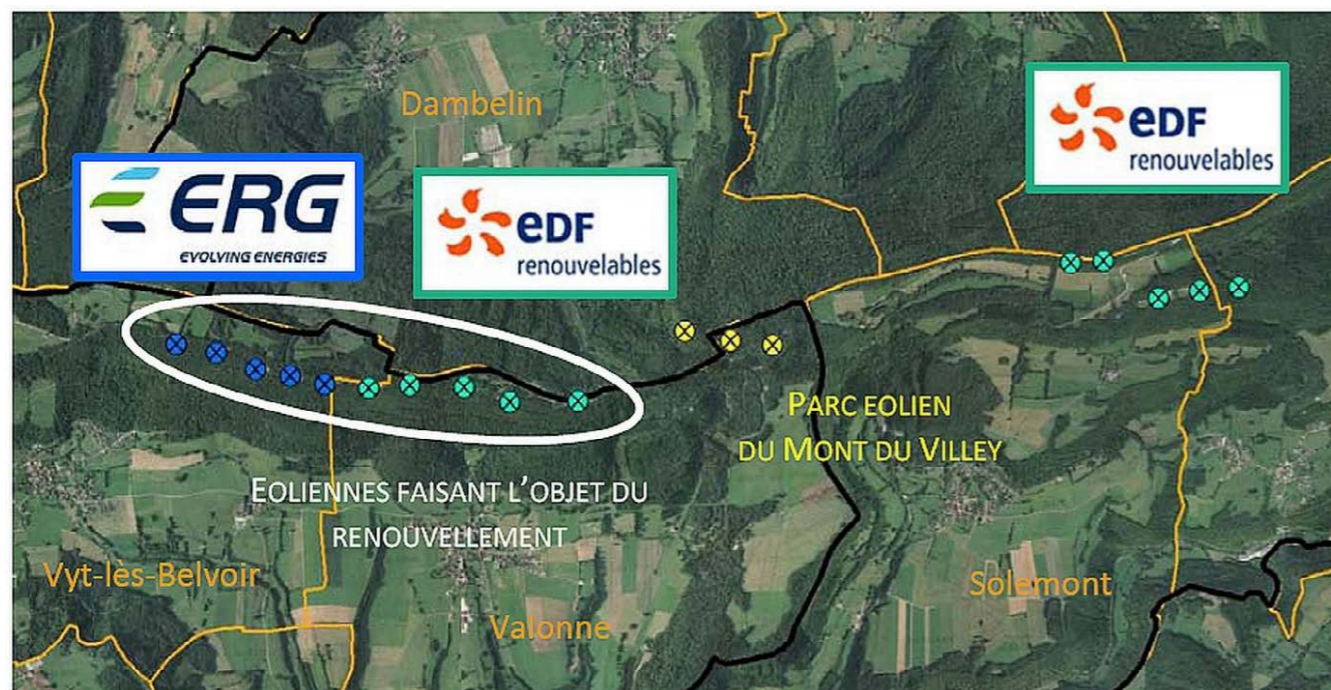 Dambelin
eDF
renouvelables
ERG
EVOLVING ENERGIES
eDF
renouvelables
PARC EOLIEN
DU MONT DU VILLEY
EOLIENNES FAISANT L'OBJET DU
RENOUVELLEMENT
Vyt-lès-Belvoir
Solemont
Valonne